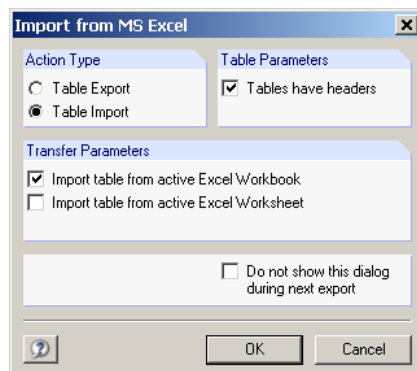 Import from MS Excel
Action Type
Table Export
Table Import
Table Parameters
Tables have headers
Transfer Parameters
Import table from active Excel Workbook
Import table from active Excel Worksheet
Do not show this dialog
during next export
OK
Cancel